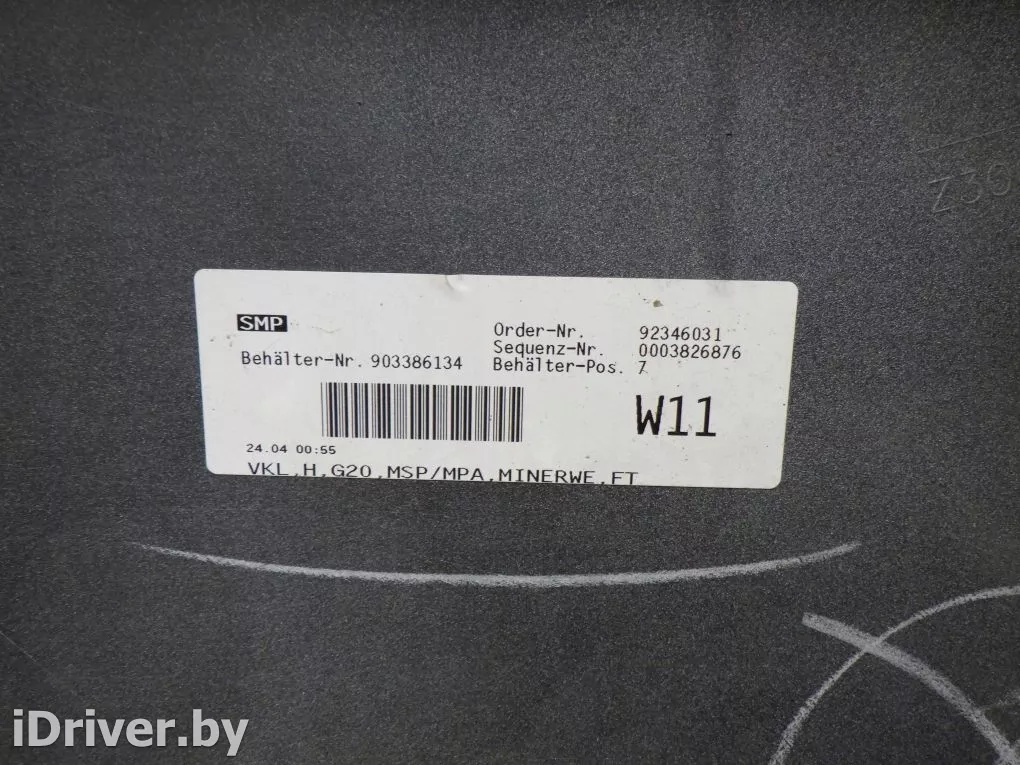 SMP
Order-Nr. 92346031
Sequenz-Nr. 0003826876
Behälter-Nr. 903386134 Behälter-Pos. 7
W11
24.04 00:55
VKL,H,G20,MSP/MPA,MINERWE,FT
Z30
iDriver.by